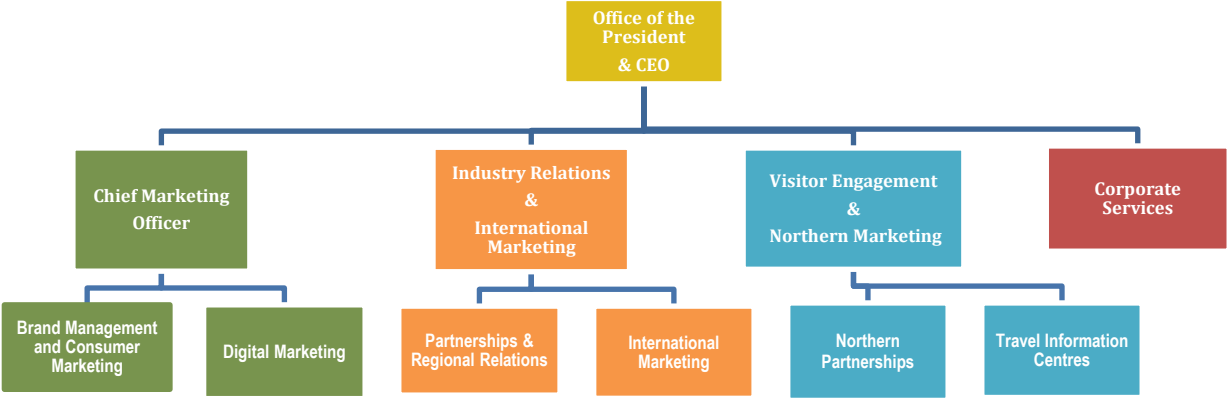 Office of the
President
& CEO
Chief Marketing
Officer
Industry Relations
&
International
Marketing
Visitor Engagement
&
Northern Marketing
Corporate
Services
Brand Management
and Consumer
Marketing
Digital Marketing
Partnerships &
Regional Relations
International
Marketing
Northern
Partnerships
Travel Information
Centres